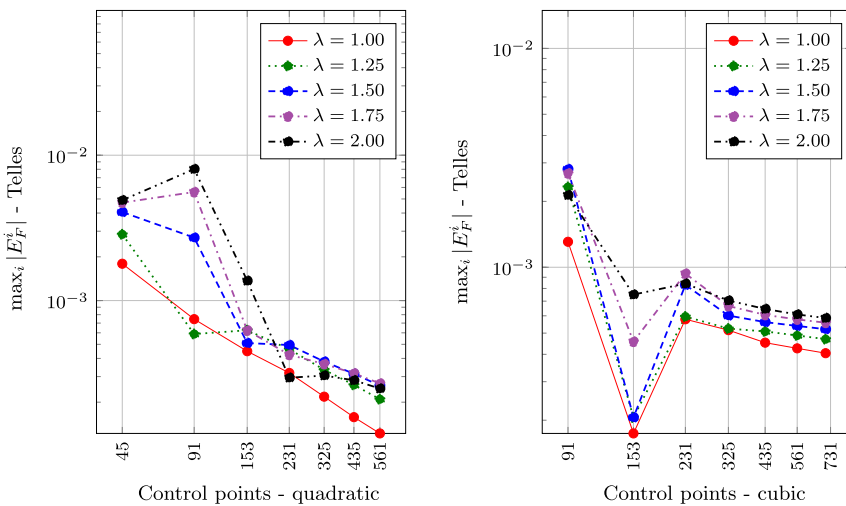 10⁻²
10⁻³
max_i |E_F^i| - Telles
λ = 1.00
λ = 1.25
λ = 1.50
λ = 1.75
λ = 2.00
45
91
153
231
325
435
561
Control points - quadratic
10⁻²
10⁻³
max_i |E_F^i| - Telles
λ = 1.00
λ = 1.25
λ = 1.50
λ = 1.75
λ = 2.00
91
153
231
325
435
561
731
Control points - cubic